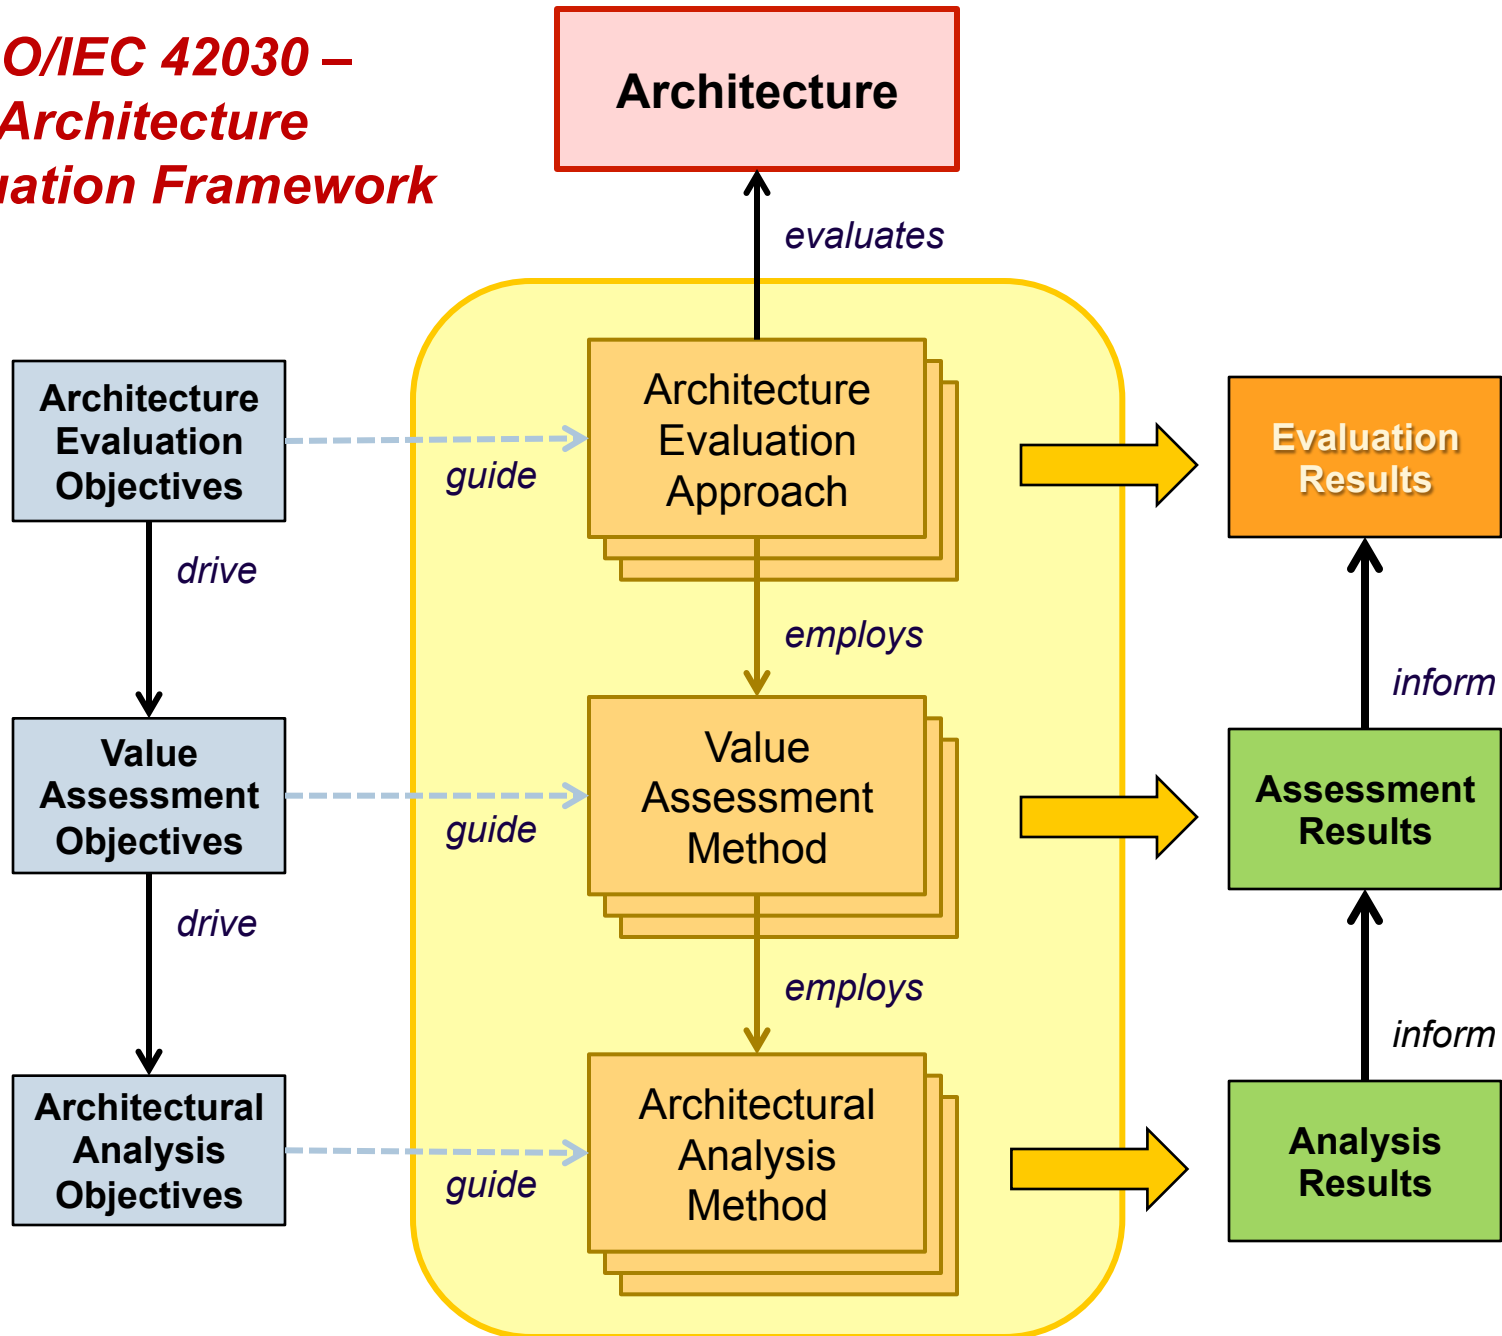 O/IEC 42030 –
Architecture
uation Framework
Architecture
evaluates
Architecture
Evaluation
Objectives
guide
Architecture
Evaluation
Approach
Evaluation
Results
drive
employs
inform
Value
Assessment
Objectives
guide
Value
Assessment
Method
Assessment
Results
drive
employs
inform
Architectural
Analysis
Objectives
guide
Architectural
Analysis
Method
Analysis
Results